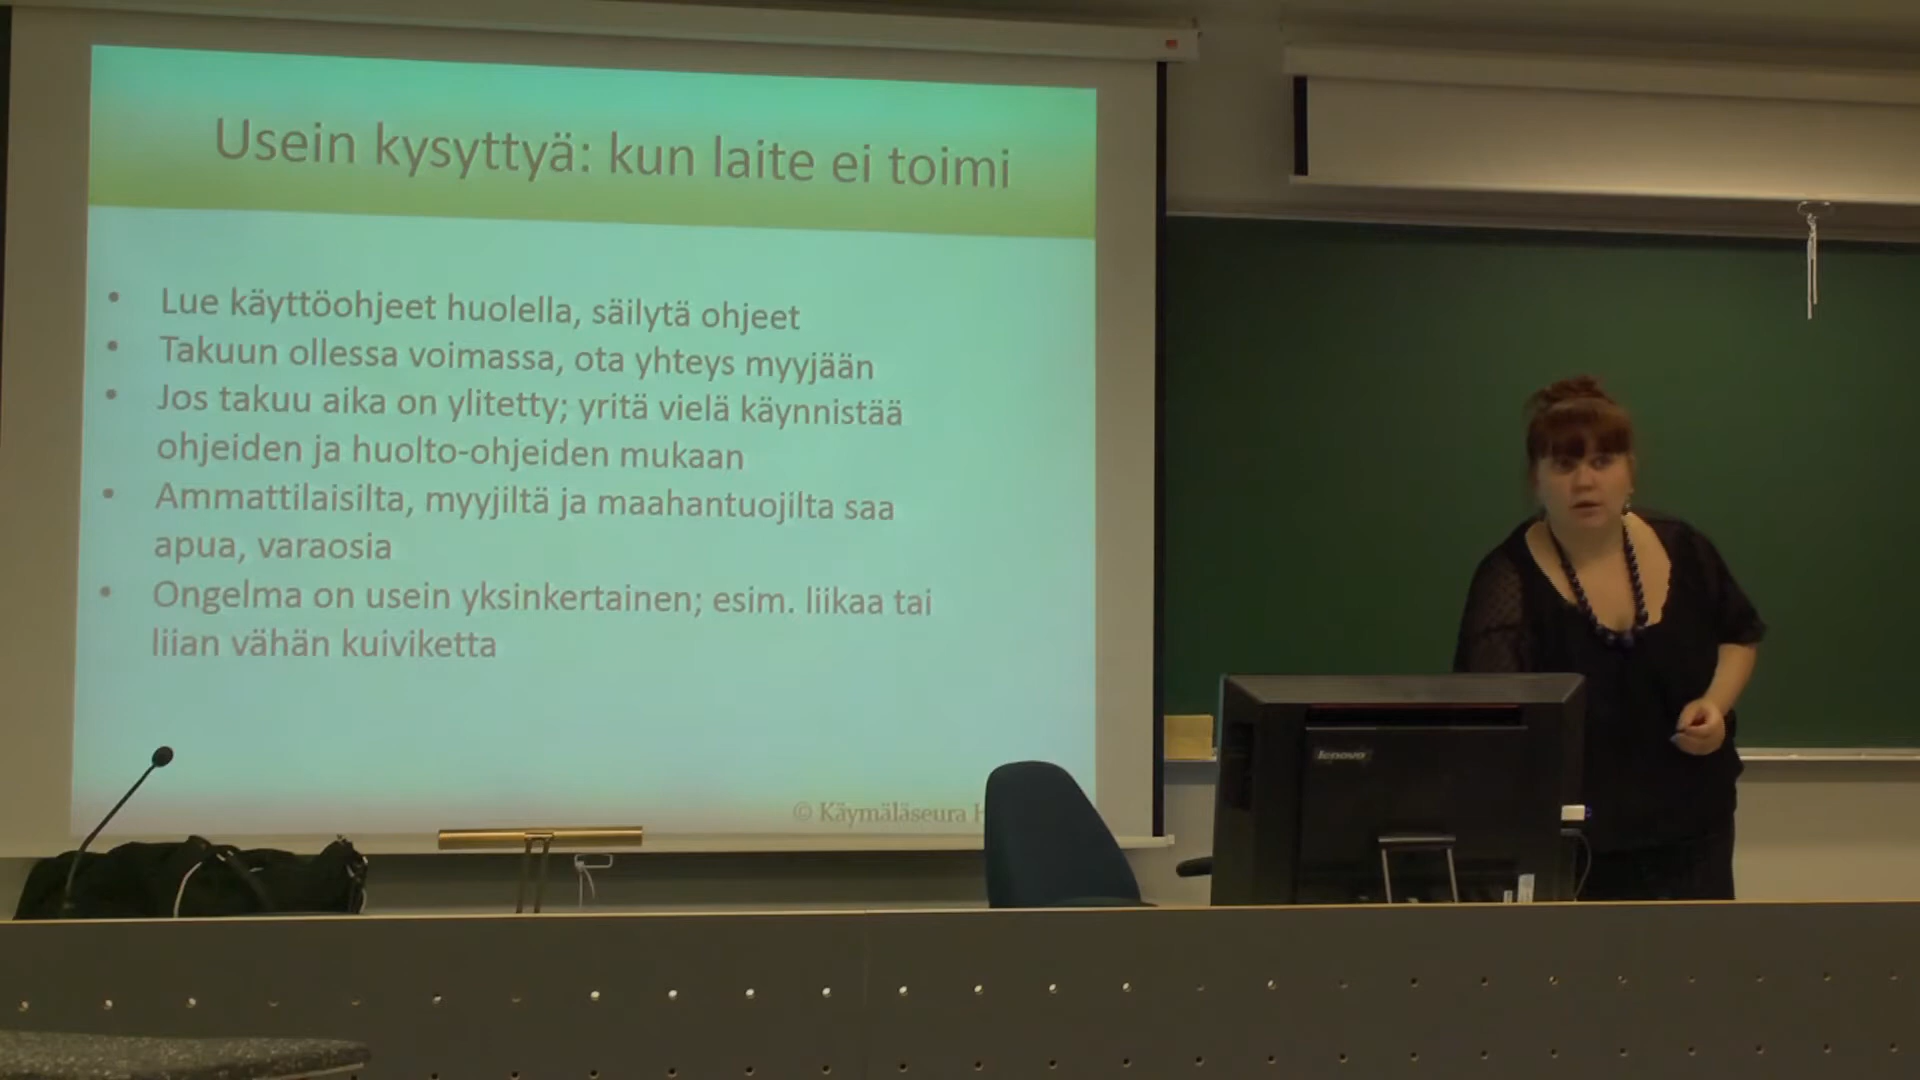 Usein kysyttyä: kun laite ei toimi
• Lue käyttöohjeet huolella, säilytä ohjeet
• Takuun ollessa voimassa, ota yhteys myyjään
• Jos takuu aika on ylitetty; yritä vielä käynnistää
ohjeiden ja huolto-ohjeiden mukaan
• Ammattilaisilta, myyjiltä ja maahantuojilta saa
apua, varaosia
• Ongelma on usein yksinkertainen; esim. liikaa tai
liian vähän kuiviketta
© Käymäläseura
lenovo